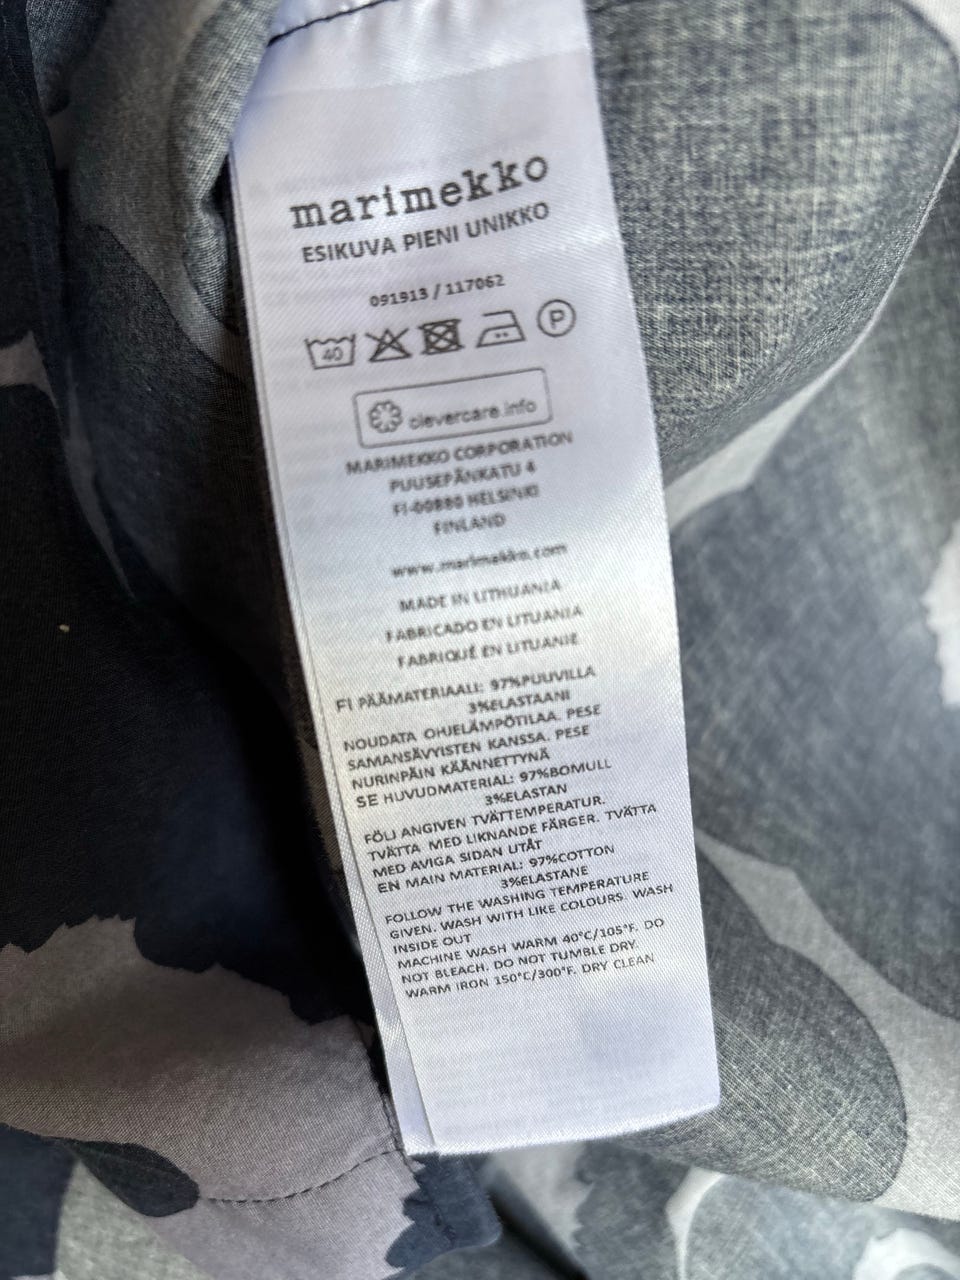 marimekko
ESIKUVA PIENI UNIKKO
091913 / 117062
40 P
clevercare.info
MARIMEKKO CORPORATION
PUUSEPÄNKATU 4
FI-00880 HELSINKI
FINLAND
www.marimekko.com
MADE IN LITHUANIA
FABRICADO EN LITUANIA
FABRIQUÉ EN LITUANIE
FI PÄÄMATERIAALI: 97%PUUVILLA
3%ELASTAANI
NOUDATA OHJELÄMPÖTILAA. PESE
SAMANSÄVYISTEN KANSSA. PESE
NURINPÄIN KÄÄNNETTYNÄ
SE HUVUDMATERIAL: 97%BOMULL
3%ELASTAN
FÖLJ ANGIVEN TVÄTTEMPERATUR.
TVÄTTA MED LIKNANDE FÄRGER. TVÄTTA
MED AVIGA SIDAN UTÅT
EN MAIN MATERIAL: 97%COTTON
3%ELASTANE
FOLLOW THE WASHING TEMPERATURE
GIVEN. WASH WITH LIKE COLOURS. WASH
INSIDE OUT
MACHINE WASH WARM 40°C/105°F. DO
NOT BLEACH. DO NOT TUMBLE DRY.
WARM IRON 150°C/300°F. DRY CLEAN